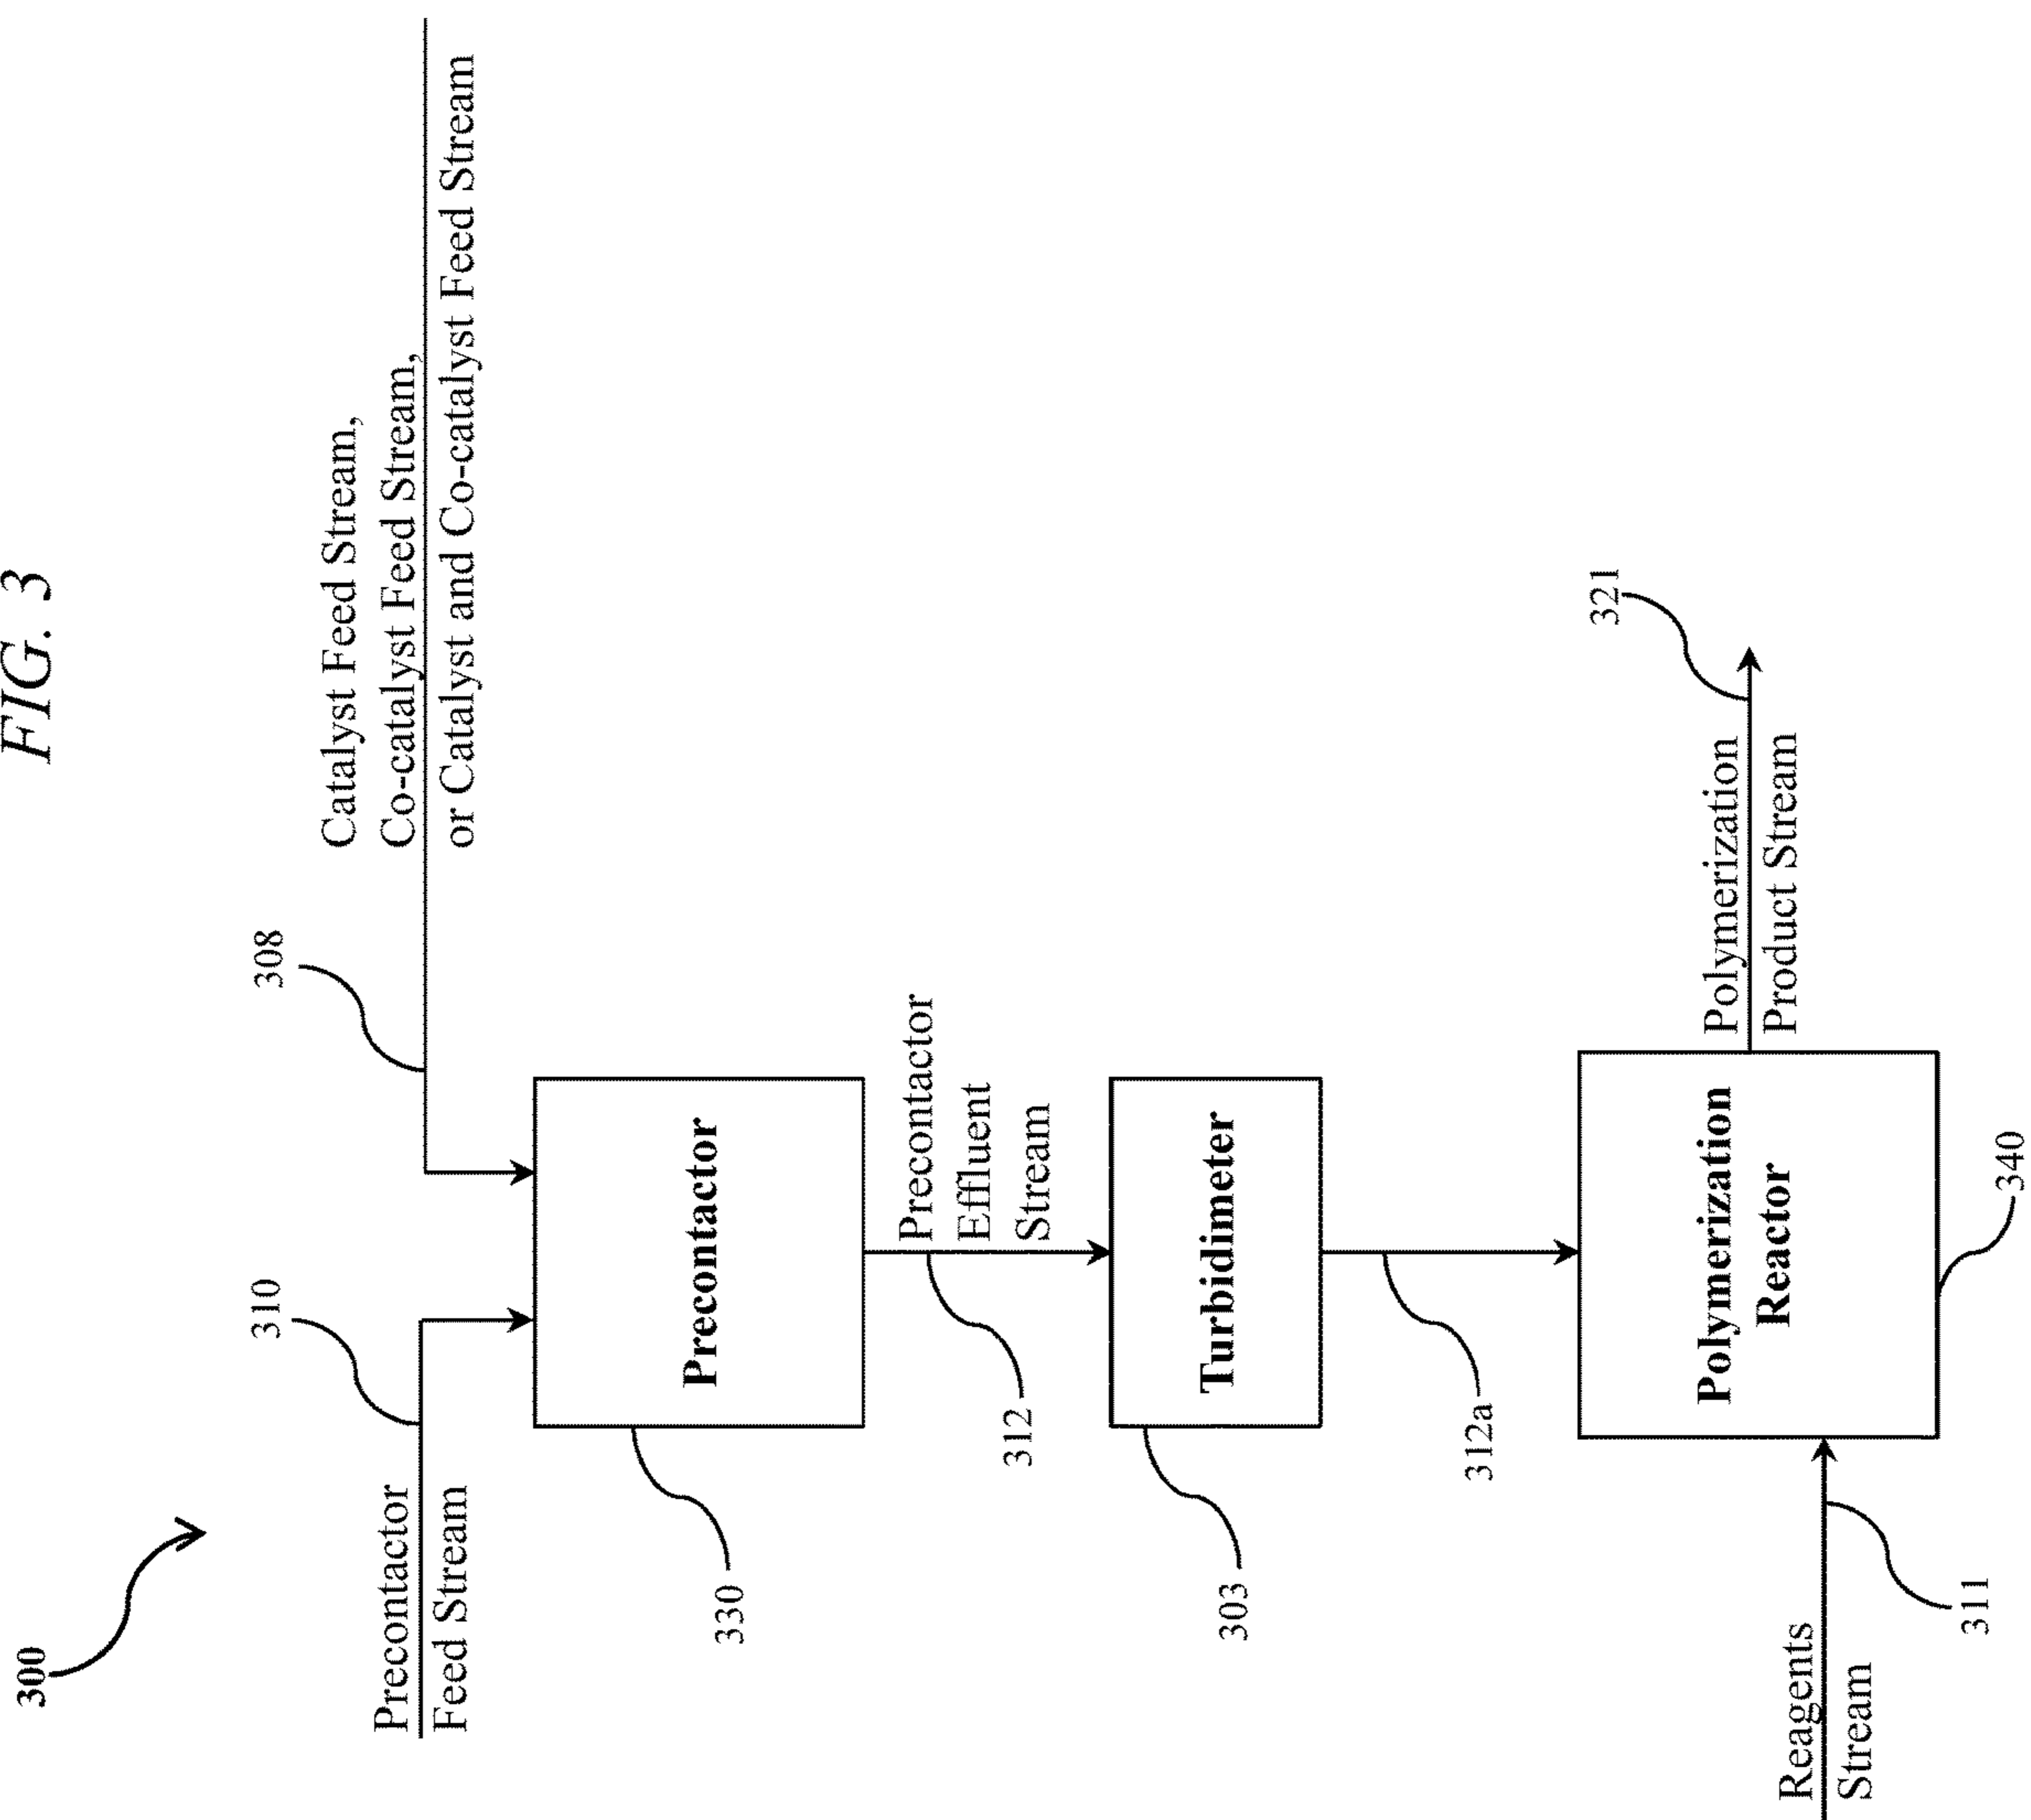 FIG. 3
300
310
308
Precontactor
Feed Stream
Catalyst Feed Stream,
Co-catalyst Feed Stream,
or Catalyst and Co-catalyst Feed Stream
Precontactor
330
Precontactor
Effluent
Stream
312
Turbidimeter
303
312a
Polymerization
Reactor
340
Reagents
Stream
311
Polymerization
Product Stream
321